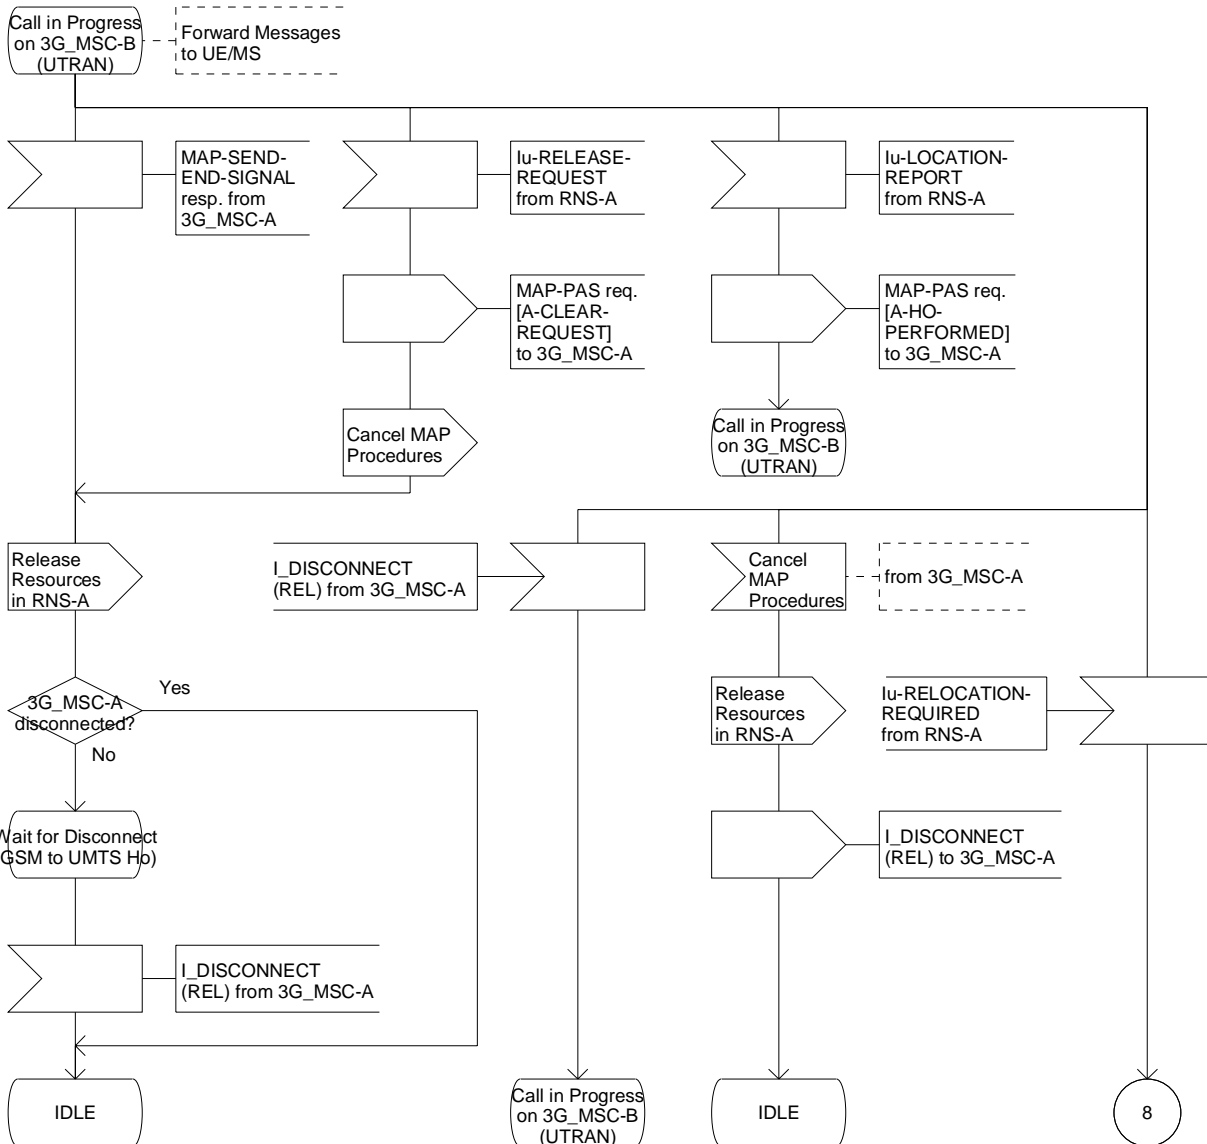 Call in Progress
on 3G_MSC-B
(UTRAN)
Forward Messages
to UE/MS
MAP-SEND-
END-SIGNAL
resp. from
3G_MSC-A
Iu-RELEASE-
REQUEST
from RNS-A
Iu-LOCATION-
REPORT
from RNS-A
MAP-PAS req.
[A-CLEAR-
REQUEST]
to 3G_MSC-A
MAP-PAS req.
[A-HO-
PERFORMED]
to 3G_MSC-A
Cancel MAP
Procedures
Call in Progress
on 3G_MSC-B
(UTRAN)
Release
Resources
in RNS-A
I_DISCONNECT
(REL) from 3G_MSC-A
Cancel
MAP
Procedures
from 3G_MSC-A
3G_MSC-A
disconnected?
Yes
No
Release
Resources
in RNS-A
Iu-RELOCATION-
REQUIRED
from RNS-A
Wait for Disconnect
GSM to UMTS Ho)
I_DISCONNECT
(REL) to 3G_MSC-A
I_DISCONNECT
(REL) from 3G_MSC-A
IDLE
Call in Progress
on 3G_MSC-B
(UTRAN)
IDLE
8